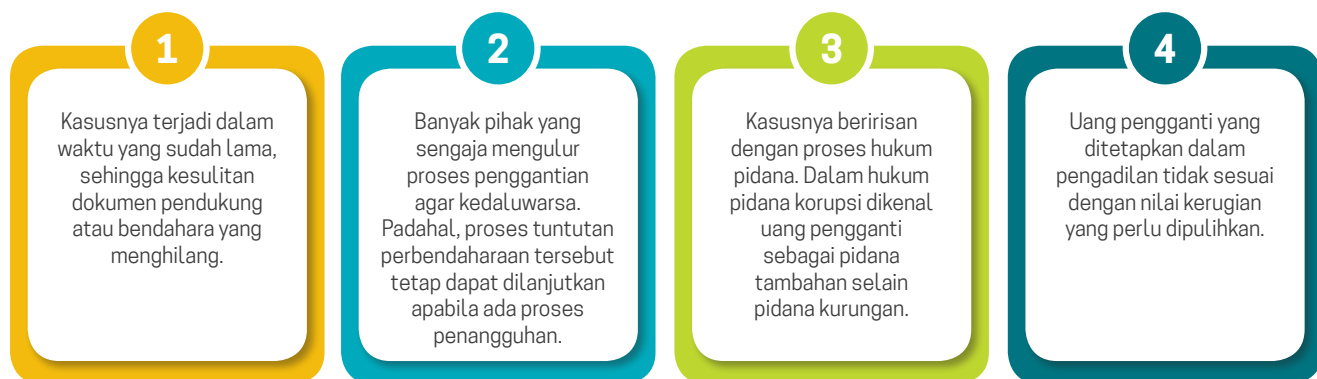 1
Kasusnya terjadi dalam
waktu yang sudah lama,
sehingga kesulitan
dokumen pendukung
atau bendahara yang
menghilang.
2
Banyak pihak yang
sengaja mengulur
proses penggantian
agar kedaluwarsa.
Padahal, proses tuntutan
perbendaharaan tersebut
tetap dapat dilanjutkan
apabila ada proses
penangguhan.
3
Kasusnya beririsan
dengan proses hukum
pidana. Dalam hukum
pidana korupsi dikenal
uang pengganti
sebagai pidana
tambahan selain
pidana kurungan.
4
Uang pengganti yang
ditetapkan dalam
pengadilan tidak sesuai
dengan nilai kerugian
yang perlu dipulihkan.